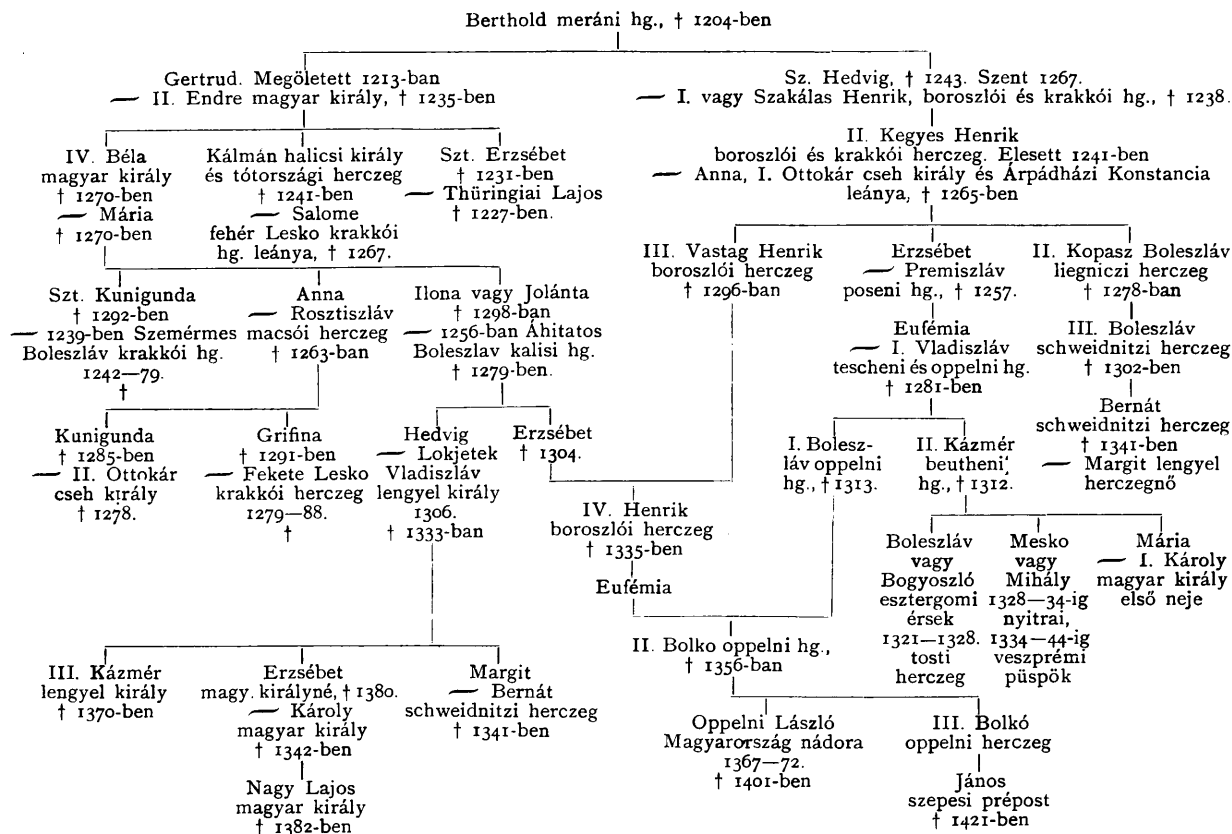 Berthold meráni hg., † 1204-ben
Gertrud. Megöletett 1213-ban
— II. Endre magyar király, † 1235-ben
Sz. Hedvig, † 1243. Szent 1267.
— I. vagy Szakálas Henrik, boroszlói és krakkói hg., † 1238.
IV. Béla
magyar király
† 1270-ben
— Mária
† 1270-ben
Kálmán halicsi király
és tótországi herczeg
† 1241-ben
— Salome
fehér Lesko krakkói
hg. leánya, † 1267.
Szt. Erzsébet
† 1231-ben
— Thüringiai Lajos
† 1227-ben.
II. Kegyes Henrik
boroszlói és krakkói herczeg. Elesett 1241-ben
— Anna, I. Ottokár cseh király és Árpádházi Konstancia
leánya, † 1265-ben
III. Vastag Henrik
boroszlói herczeg
† 1296-ban
Erzsébet
— Premiszláv
poseni hg., † 1257.
II. Kopasz Boleszláv
liegniczi herczeg
† 1278-ban
Szt. Kunigunda
† 1292-ben
— 1239-ben Szemérmes
Boleszláv krakkói hg.
1242—79.
†
Anna
— Rosztiszláv
macsói herczeg
† 1263-ban
Ilona vagy Jolánta
† 1298-ban
— 1256-ban Áhitatos
Boleszlav kalisi hg.
† 1279-ben.
Eufémia
— I. Vladiszláv
tescheni és oppelni hg.
† 1281-ben
III. Boleszláv
schweidnitzi herczeg
† 1302-ben
Kunigunda
† 1285-ben
— II. Ottokár
cseh király
† 1278.
Grifina
† 1291-ben
— Fekete Lesko
krakkói herczeg
1279—88.
†
Hedvig
— Lokjetek
Vladiszláv
lengyel király
1306.
† 1333-ban
Erzsébet
† 1304.
I. Bolesz-
láv oppelni
hg., † 1313.
II. Kázmér
beutheni
hg., † 1312.
Bernát
schweidnitzi herczeg
† 1341-ben
— Margit lengyel
herczegnő
IV. Henrik
boroszlói herczeg
† 1335-ben
Eufémia
Boleszláv
vagy
Bogyoszló
esztergomi
érsek
1321—1328.
tosti
herczeg
Mesko
vagy
Mihály
1328—34-ig
nyitrai,
1334—44-ig
veszprémi
püspök
Mária
— I. Károly
magyar király
első neje
II. Bolko oppelni hg.,
† 1356-ban
III. Kázmér
lengyel király
† 1370-ben
Erzsébet
magy. királyné, † 1380.
— Károly
magyar király
† 1342-ben
Margit
— Bernát
schweidnitzi herczeg
† 1341-ben
Oppelni László
Magyarország nádora
1367—72.
† 1401-ben
III. Bolkó
oppelni herczeg
Nagy Lajos
magyar király
† 1382-ben
János
szepesi prépost
† 1421-ben